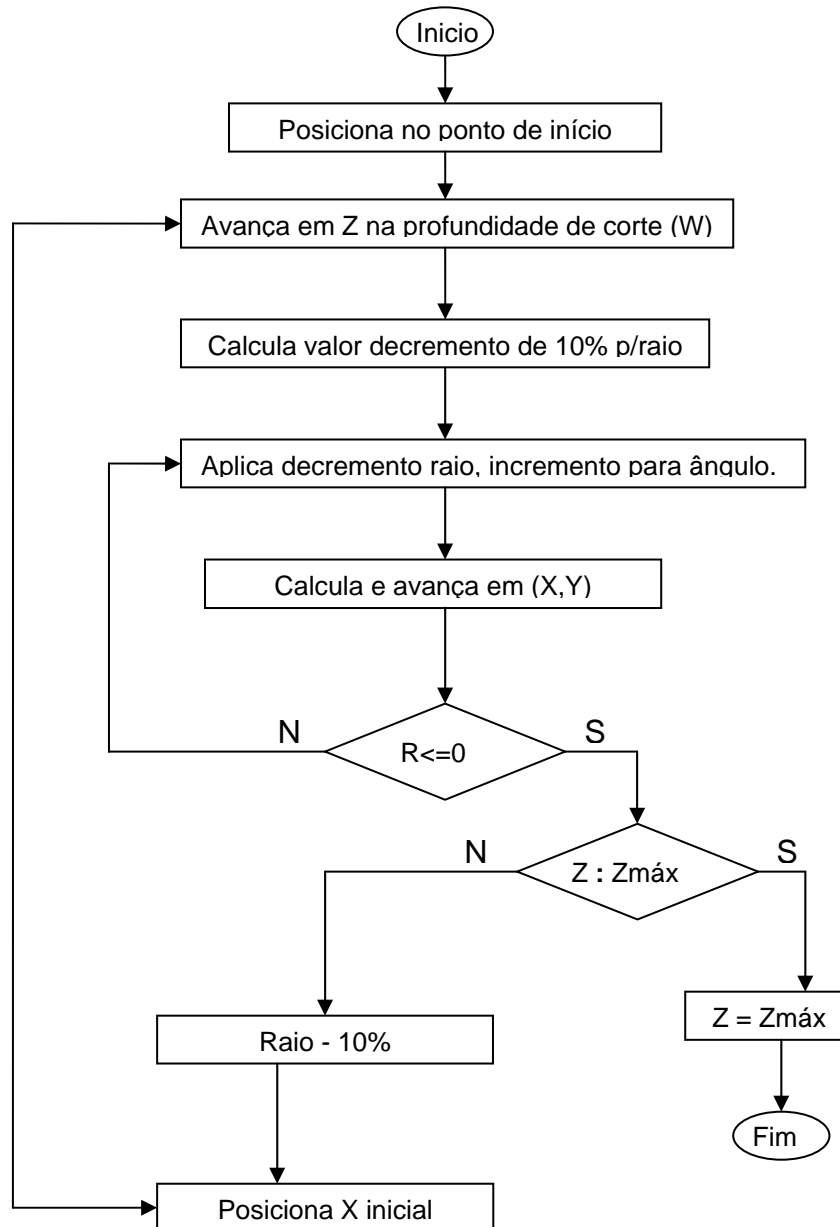 Inicio
Posiciona no ponto de início
Avança em Z na profundidade de corte (W)
Calcula valor decremento de 10% p/raio
Aplica decremento raio, incremento para ângulo.
Calcula e avança em (X,Y)
N
S
R<=0
N
S
Z : Zmáx
Z = Zmáx
Raio - 10%
Fim
Posiciona X inicial